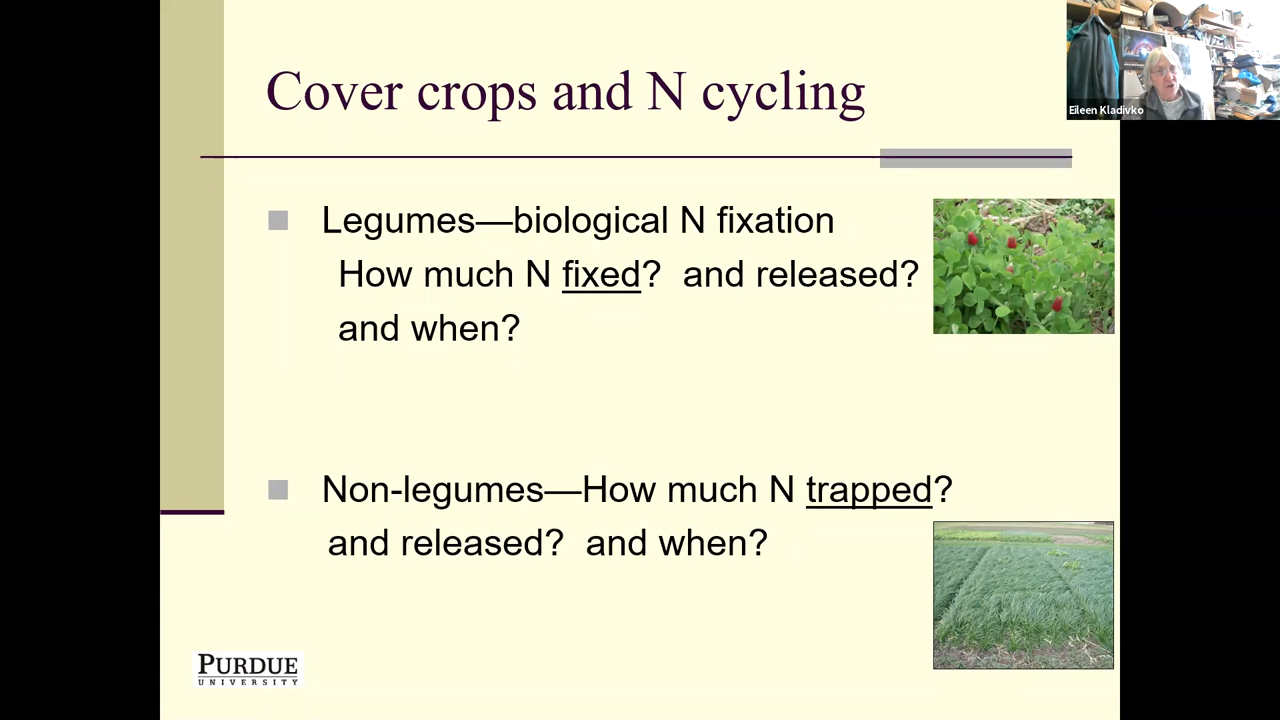 Cover crops and N cycling
Eileen Kladivko
Legumes—biological N fixation
How much N fixed?  and released?
and when?
Non-legumes—How much N trapped?
and released?  and when?
PURDUE
UNIVERSITY